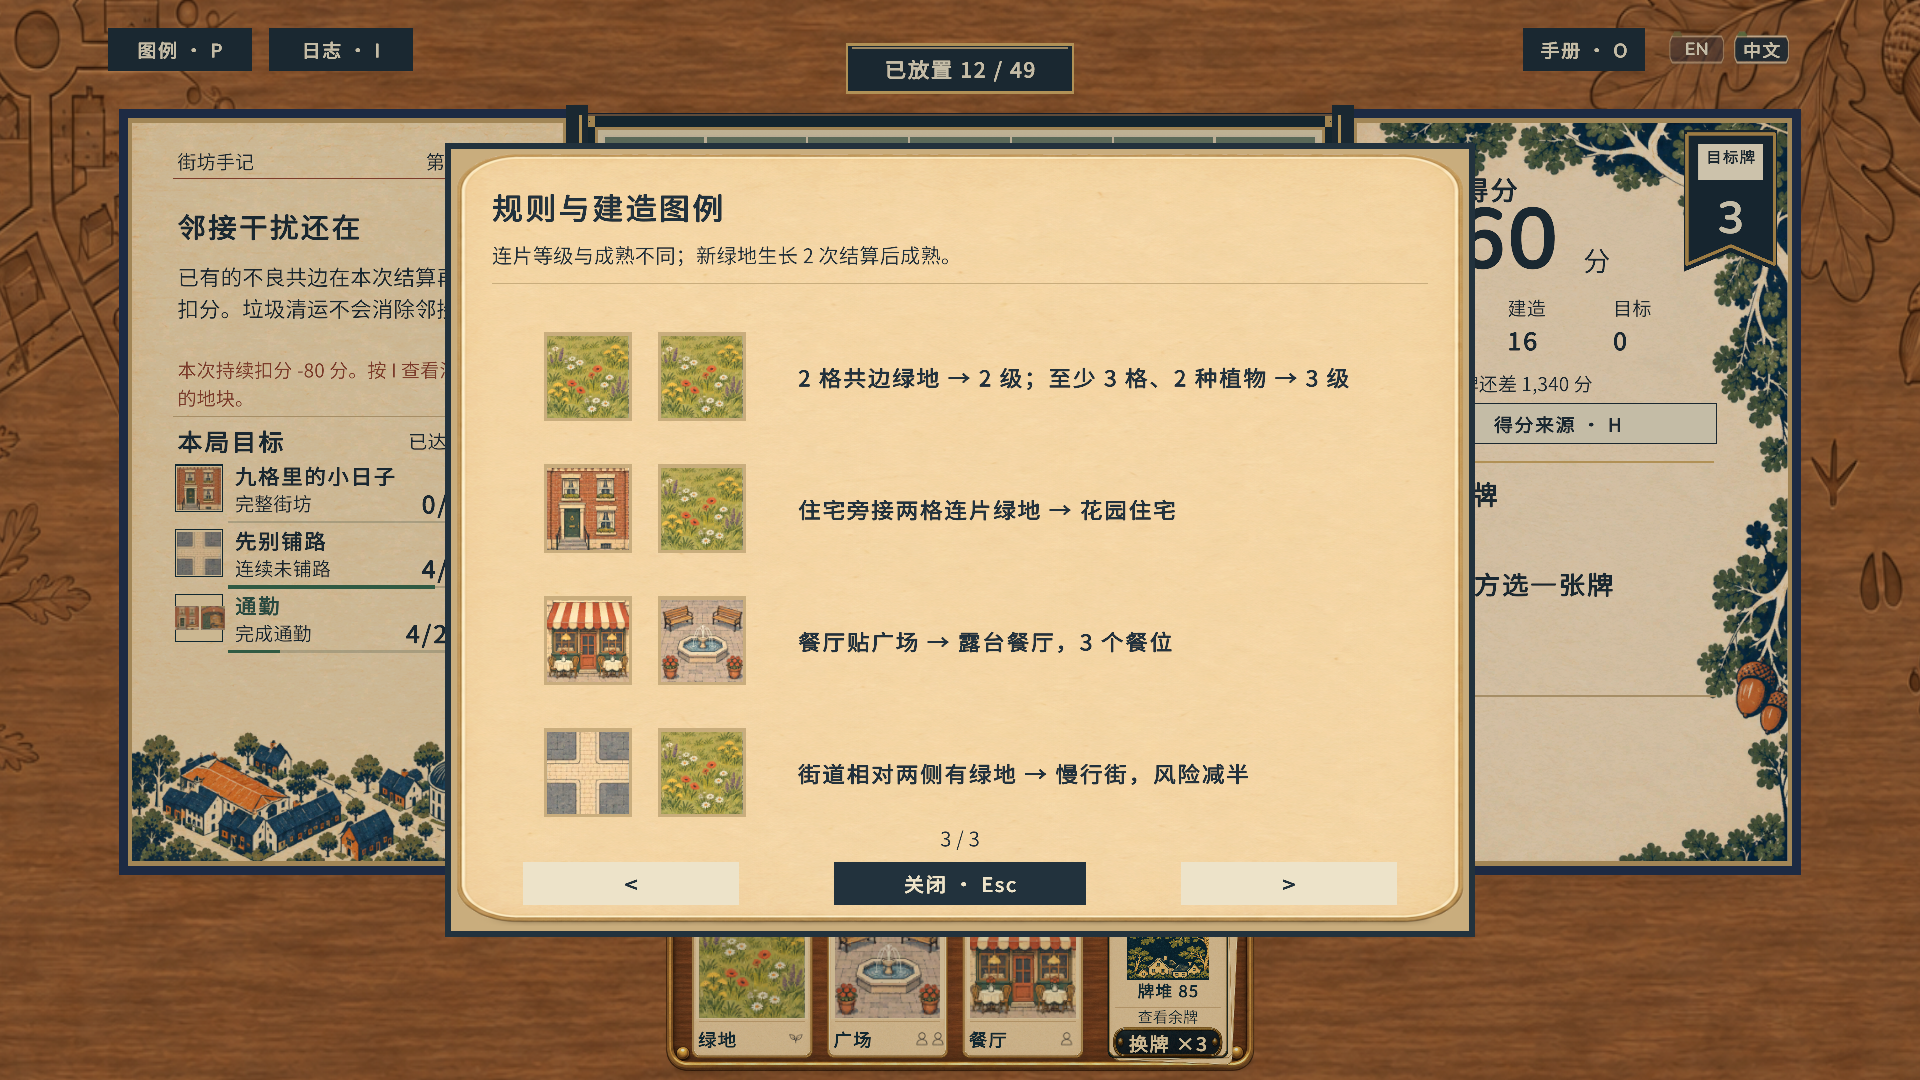 图例 · P
日志 · I
已放置 12 / 49
手册 · O
EN
中文
街坊手记
第
邻接干扰还在
已有的不良共边在本次结算
扣分。垃圾清运不会消除邻
本次持续扣分 -80 分。按 I 查看
的地块。
本局目标
已达
九格里的小日子
完整街坊
0/
先别铺路
连续未铺路
4/
通勤
完成通勤
4/2
规则与建造图例
连片等级与成熟不同；新绿地生长 2 次结算后成熟。
2 格共边绿地 → 2 级；至少 3 格、2 种植物 → 3 级
住宅旁接两格连片绿地 → 花园住宅
餐厅贴广场 → 露台餐厅，3 个餐位
街道相对两侧有绿地 → 慢行街，风险减半
3 / 3
<
关闭 · Esc
>
得分
60
分
目标牌
3
建造
目标
16
0
还差 1,340 分
得分来源 · H
牌
方选一张牌
绿地
广场
餐厅
牌堆 85
查看余牌
换牌 ×3